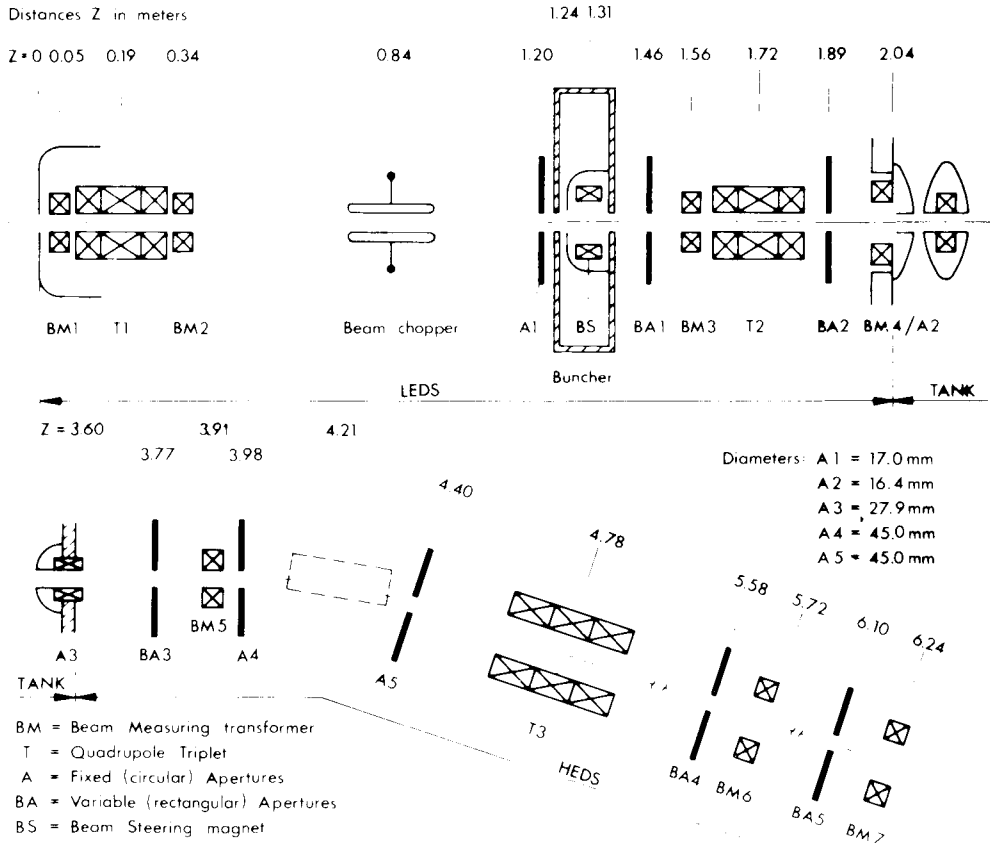 Distances Z in meters
1.24 1.31
Z=0 0.05 0.19 0.34 0.84 1.20 1.46 1.56 1.72 1.89 2.04
BM1 T1 BM2 Beam chopper A1 BS BA1 BM3 T2 BA2 BM4/A2
Buncher
LEDS TANK
Z = 3.60 3.91 4.21
3.77 3.98
4.40
4.78
Diameters: A1 = 17.0 mm
A2 = 16.4 mm
A3 = 27.9 mm
A4 = 45.0 mm
A5 = 45.0 mm
5.58 5.72 6.10 6.24
BM5
A3 BA3 A4
A5
T3
TANK
HEDS
BA4 BM6 BA5 BM7
BM = Beam Measuring transformer
T = Quadrupole Triplet
A = Fixed (circular) Apertures
BA = Variable (rectangular) Apertures
BS = Beam Steering magnet